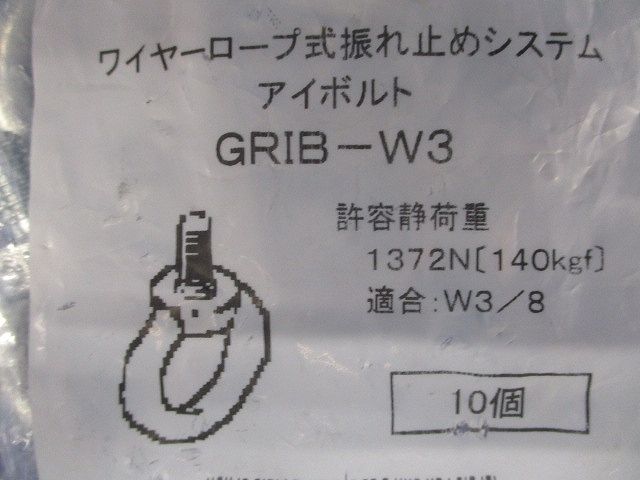 ワイヤーロープ式振れ止めシステム
アイボルト
GRIB－W3
許容静荷重
1372N〔140kgf〕
適合：W3／8
10個